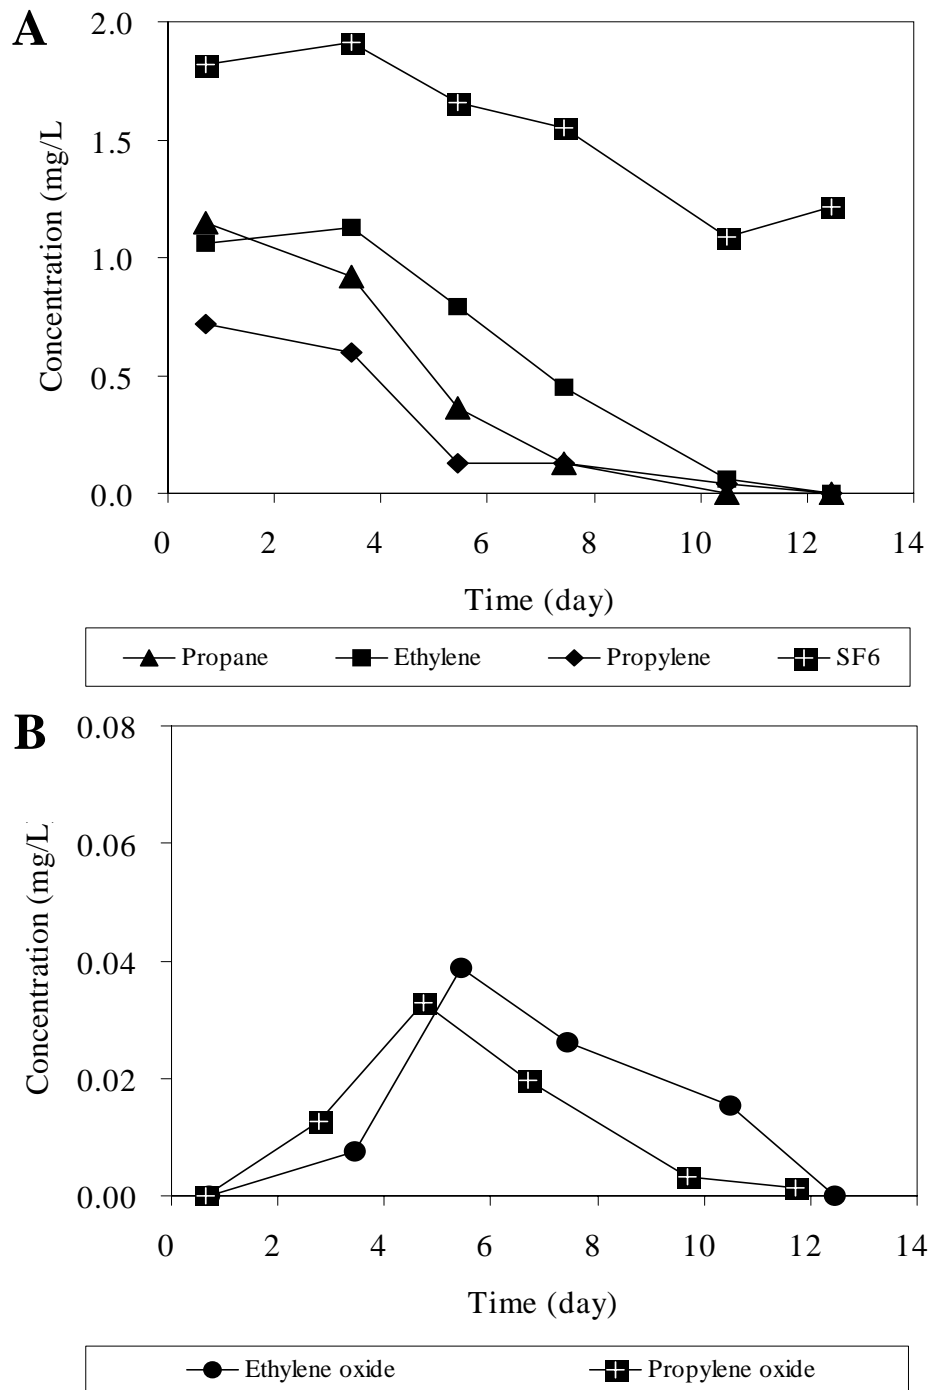 A
2.0
1.5
1.0
0.5
0.0
Concentration (mg/L
0 2 4 6 8 10 12 14
Time (day)
Propane Ethylene Propylene SF6
B
0.08
0.06
0.04
0.02
0.00
Concentration (mg/L
0 2 4 6 8 10 12 14
Time (day)
Ethylene oxide Propylene oxide